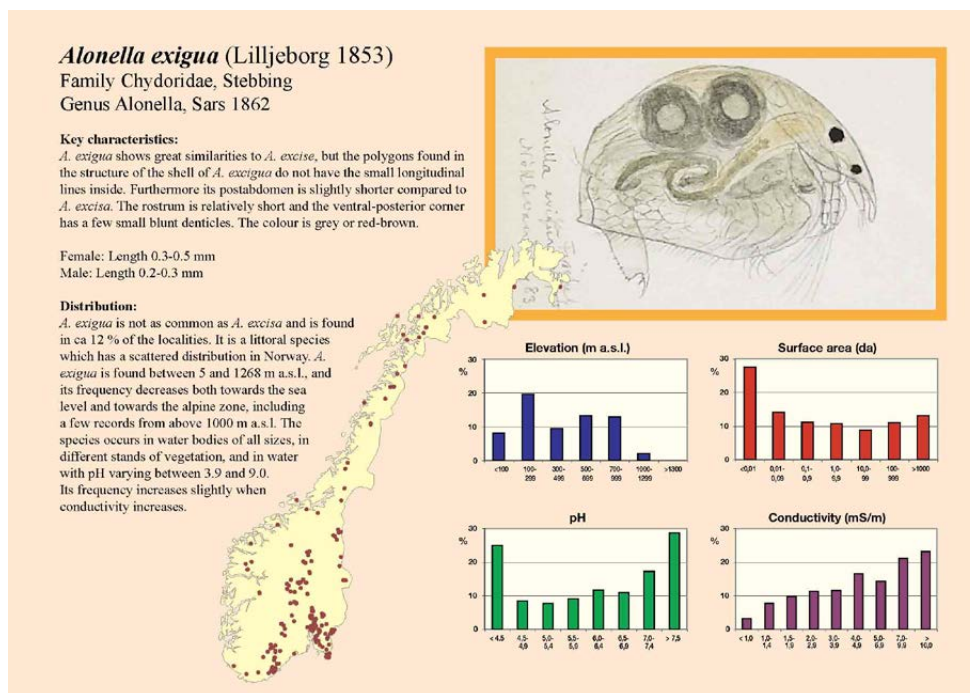 Alonella exigua (Lilljeborg 1853)
Family Chydoridae, Stebbing
Genus Alonella, Sars 1862
Key characteristics:
A. exigua shows great similarities to A. excise, but the polygons found in
the structure of the shell of A. excigua do not have the small longitudinal
lines inside. Furthermore its postabdomen is slightly shorter compared to
A. excisa. The rostrum is relatively short and the ventral-posterior corner
has a few small blunt denticles. The colour is grey or red-brown.
Female: Length 0.3-0.5 mm
Male: Length 0.2-0.3 mm
Distribution:
A. exigua is not as common as A. excisa and is found
in ca 12 % of the localities. It is a littoral species
which has a scattered distribution in Norway. A.
exigua is found between 5 and 1268 m a.s.l., and
its frequency decreases both towards the sea
level and towards the alpine zone, including
a few records from above 1000 m a.s.l. The
species occurs in water bodies of all sizes, in
different stands of vegetation, and in water
with pH varying between 3.9 and 9.0.
Its frequency increases slightly when
conductivity increases.
Alonella exigua
83
Elevation (m a.s.l.)
30
%
20
10
0
<100 100-299 300-499 500-699 700-999 1000-1299 >1300
Surface area (da)
30
%
20
10
0
<0,01 0,01-0,09 0,1-0,9 1,0-9,9 10,0-99 100-999 >1000
pH
30
%
20
10
0
< 4,5 4,5-4,9 5,0-5,4 5,5-5,9 6,0-6,4 6,5-6,9 7,0-7,4 > 7,5
Conductivity (mS/m)
30
%
20
10
0
< 1,0 1,0-1,4 1,5-1,9 2,0-2,9 3,0-3,9 4,0-4,9 5,0-6,9 7,0-9,9 > 10,0